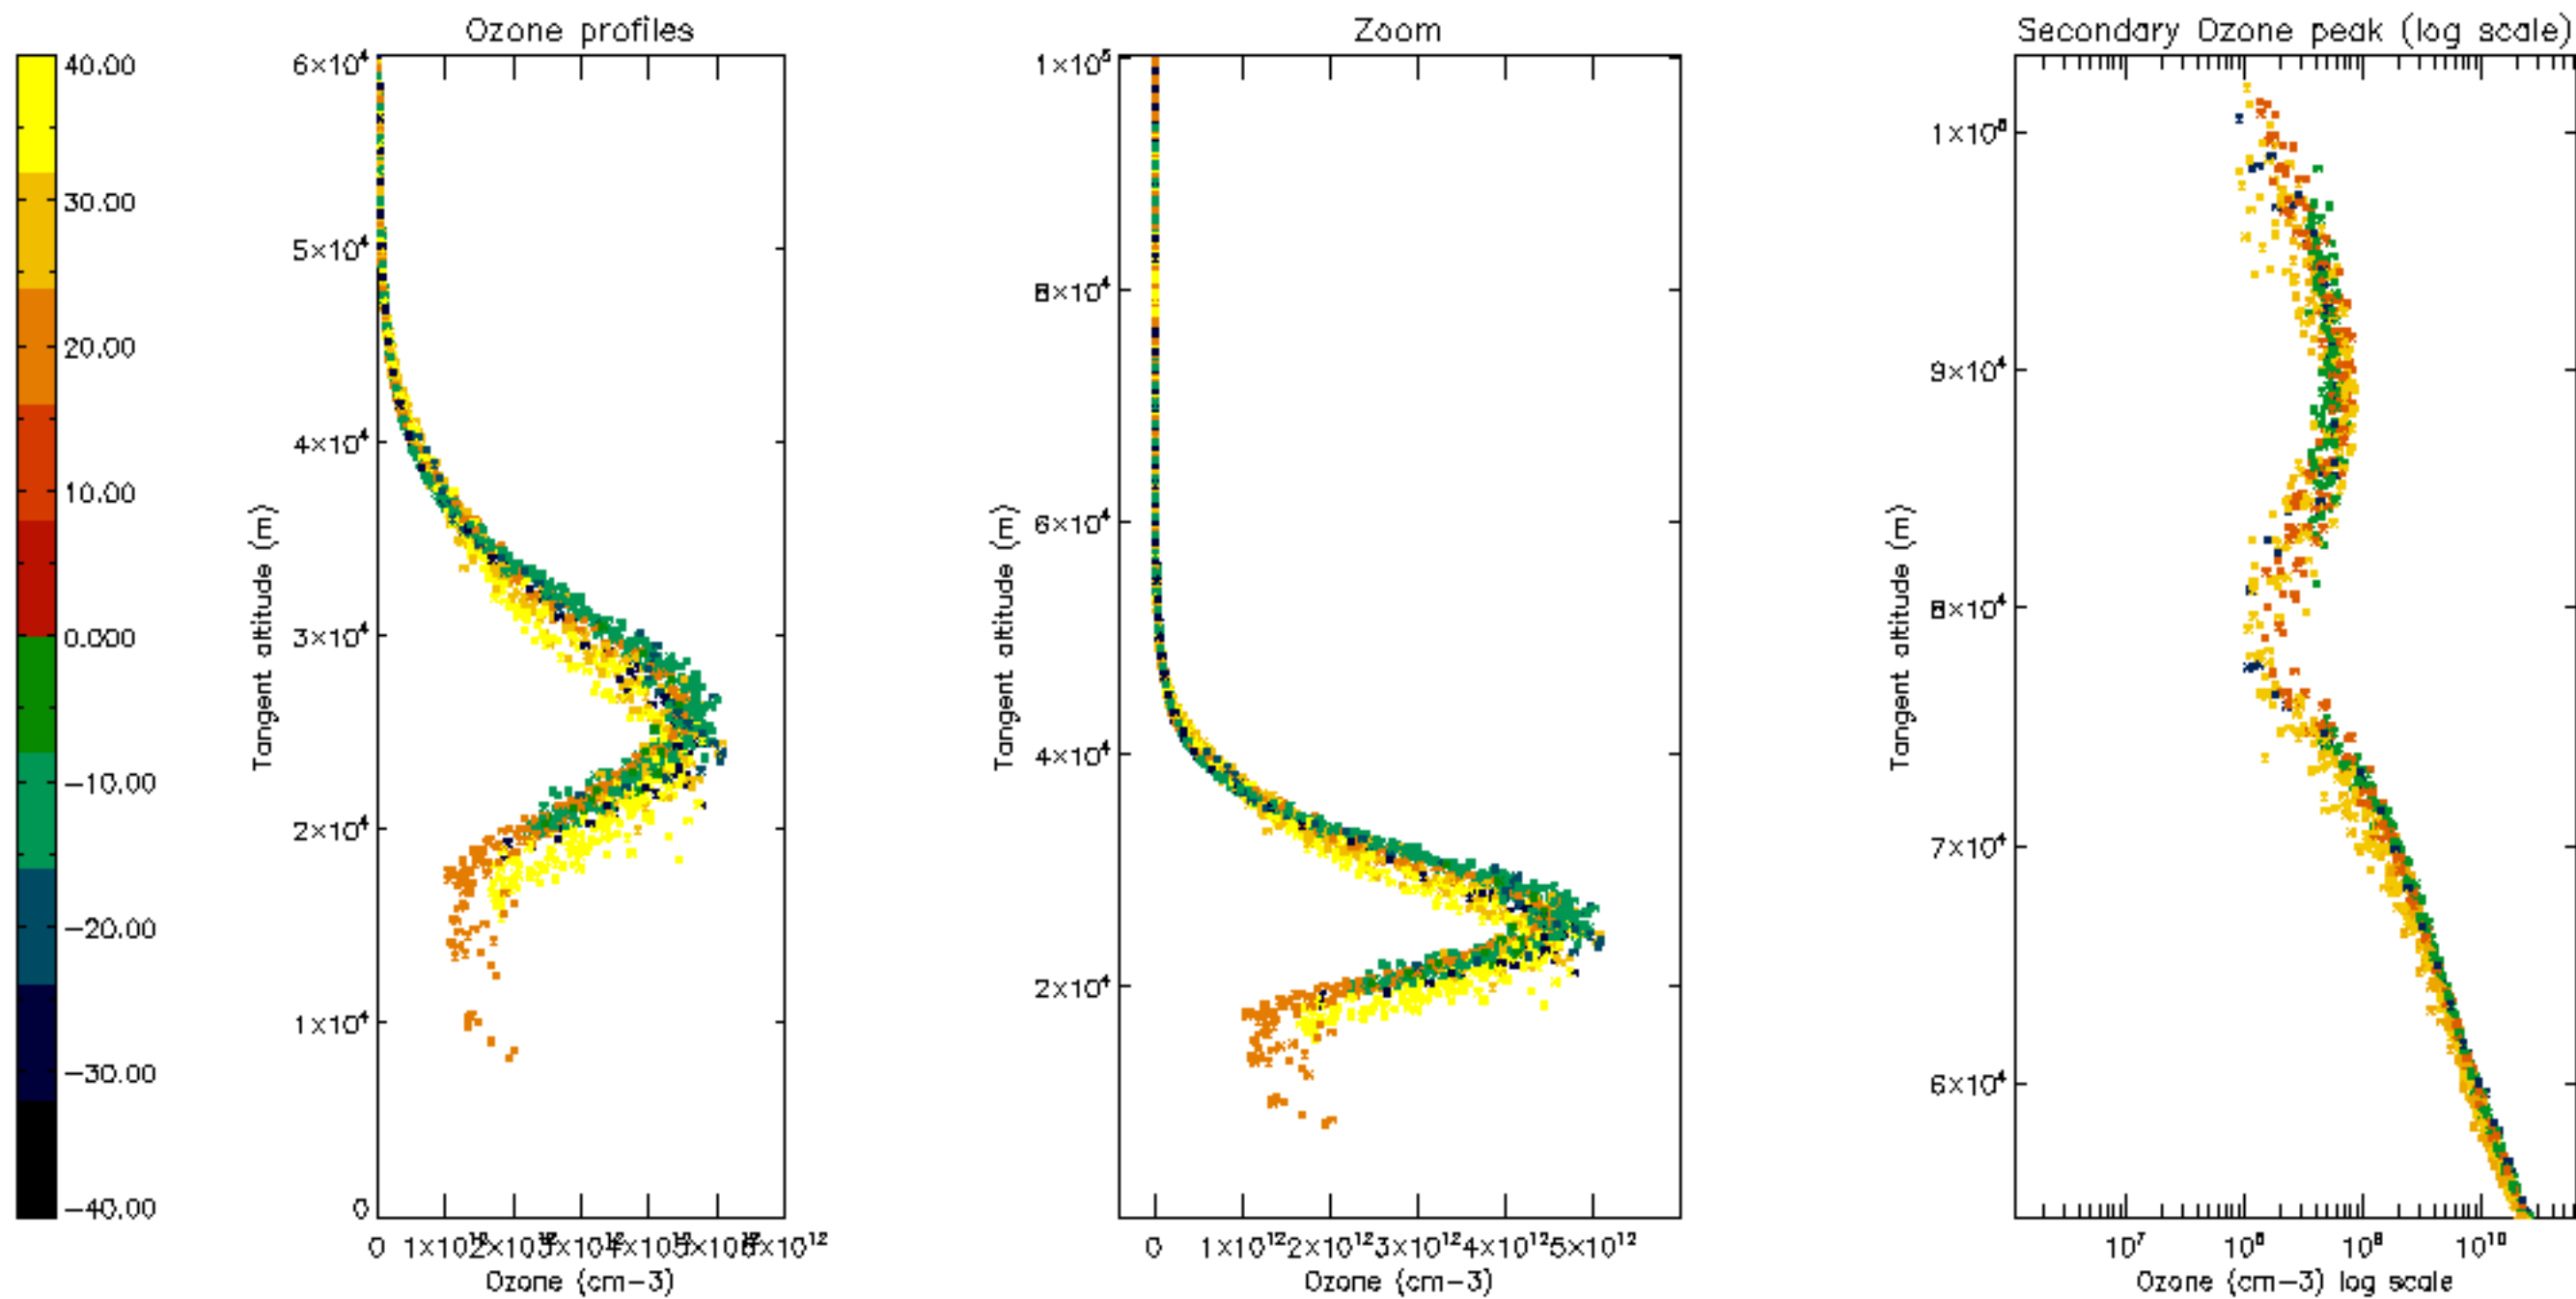 Ozone profiles
Zoom
Secondary Ozone peak (log scale)
40.00
30.00
20.00
10.00
-10.00
-20.00
-30.00
-40.00
6×10⁴
5×10⁴
4×10⁴
3×10⁴
2×10⁴
1×10⁴
0
Tangent altitude (m)
0
Ozone (cm-3)
1×10⁵
8×10⁴
6×10⁴
4×10⁴
2×10⁴
Tangent altitude (m)
0 1×10¹² 2×10¹² 3×10¹² 4×10¹² 5×10¹²
Ozone (cm-3)
9×10⁴
8×10⁴
7×10⁴
6×10⁴
Tangent altitude (m)
10⁷ 10⁸ 10⁹ 10¹⁰
Ozone (cm-3) log scale